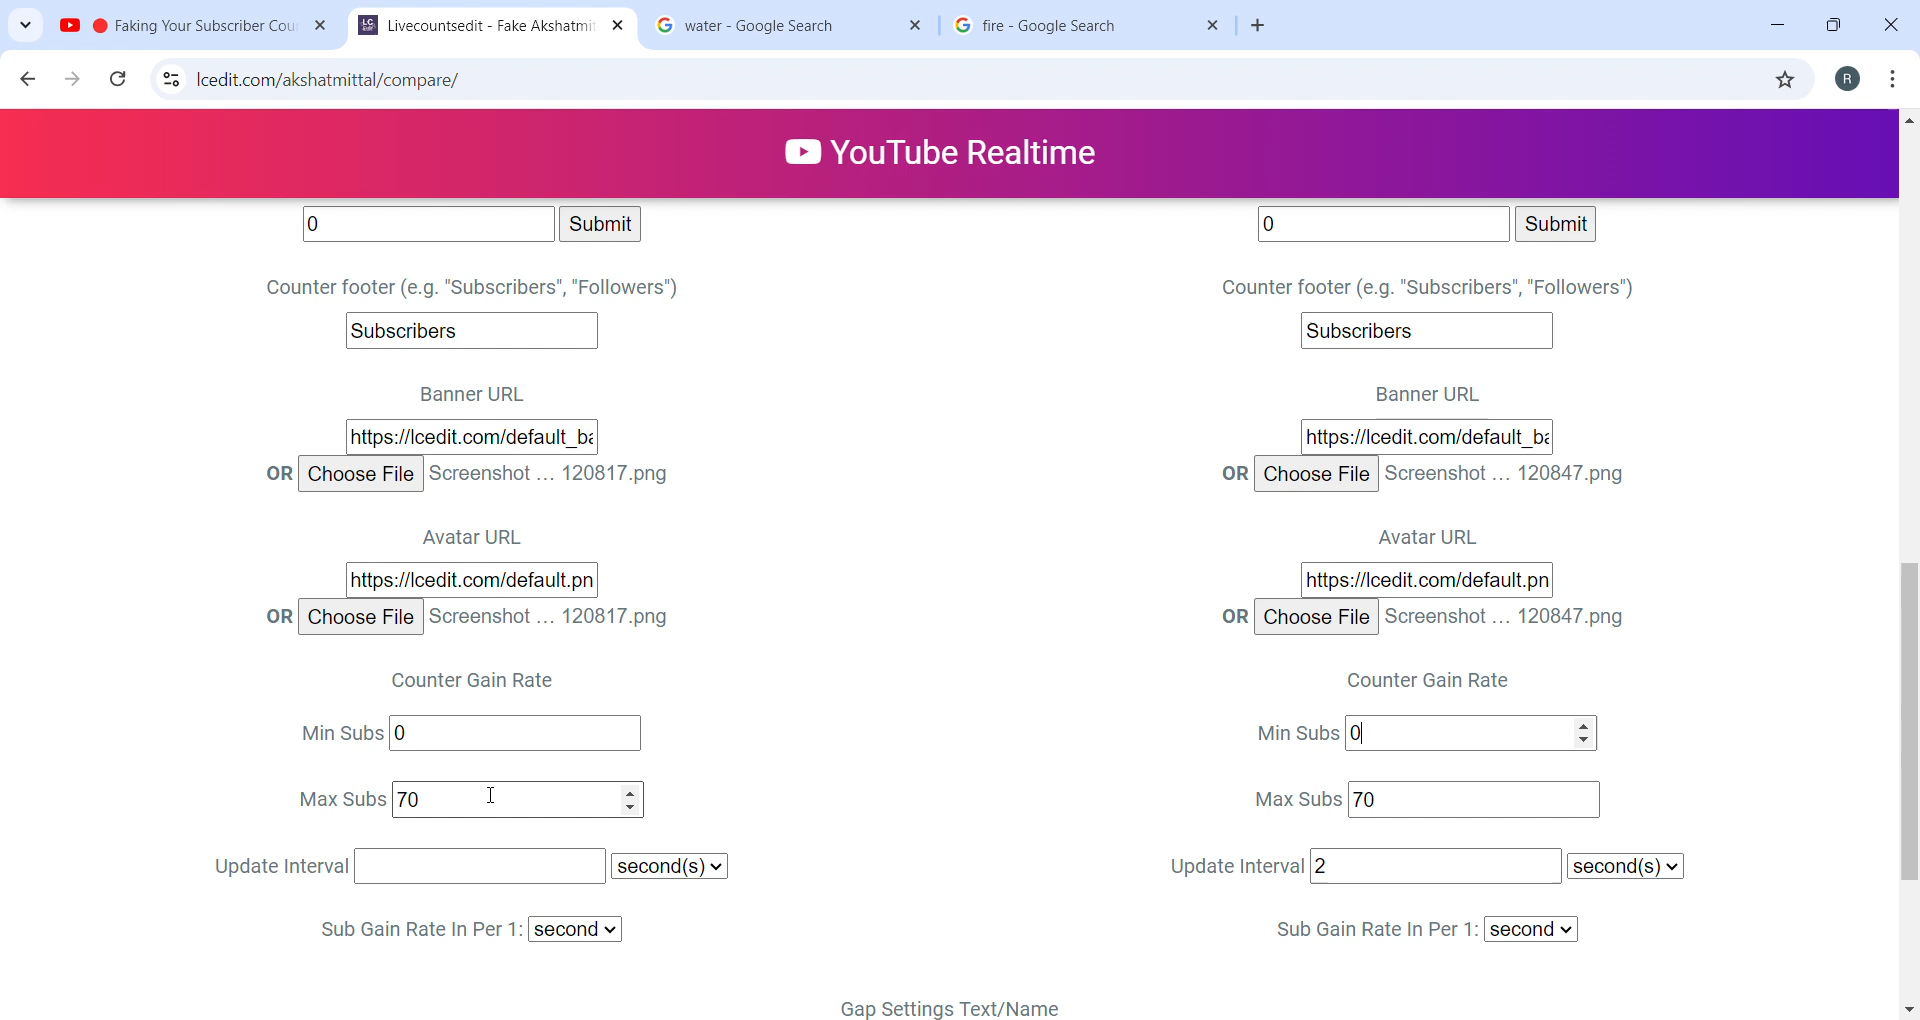 Faking Your Subscriber Cou
Livecountsedit - Fake Akshatmit
water - Google Search
fire - Google Search
lcedit.com/akshatmittal/compare/
R
YouTube Realtime
0 Submit
0 Submit
Counter footer (e.g. "Subscribers", "Followers")
Counter footer (e.g. "Subscribers", "Followers")
Subscribers
Subscribers
Banner URL
Banner URL
https://lcedit.com/default_ba
https://lcedit.com/default_ba
OR Choose File Screenshot ... 120817.png
OR Choose File Screenshot ... 120847.png
Avatar URL
Avatar URL
https://lcedit.com/default.pn
https://lcedit.com/default.pn
OR Choose File Screenshot ... 120817.png
OR Choose File Screenshot ... 120847.png
Counter Gain Rate
Counter Gain Rate
Min Subs 0
Min Subs 0
Max Subs 70
Max Subs 70
Update Interval second(s)
Update Interval 2 second(s)
Sub Gain Rate In Per 1: second
Sub Gain Rate In Per 1: second
Gap Settings Text/Name